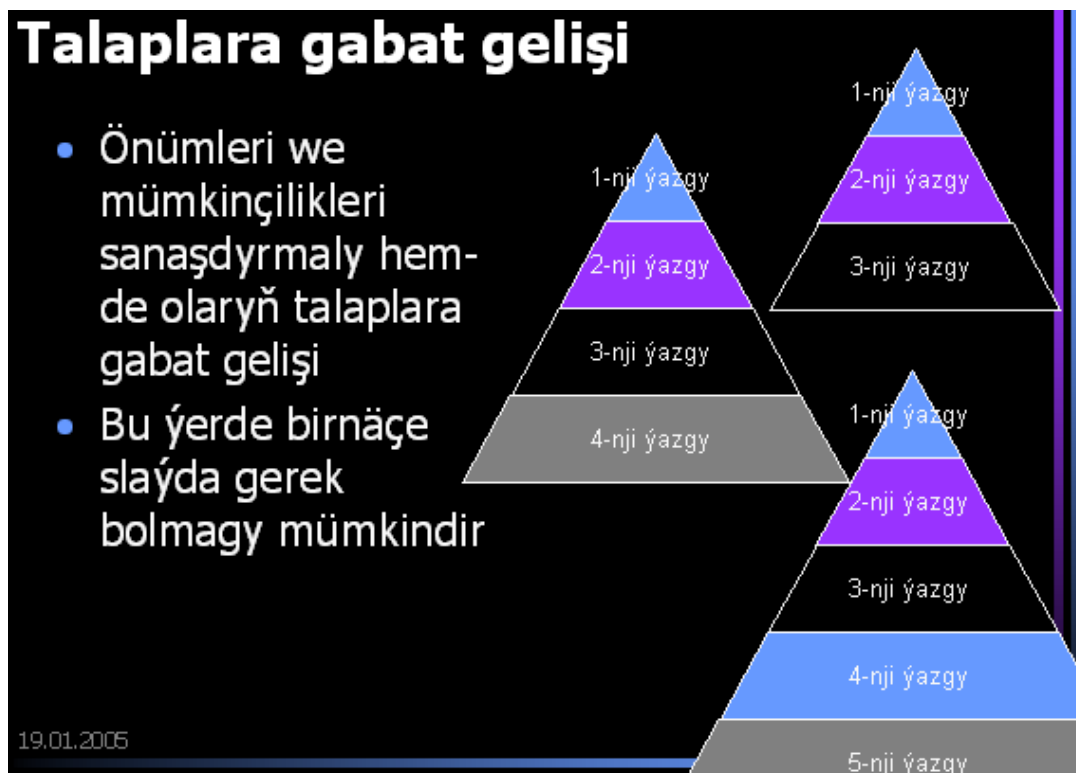 Talaplara gabat gelişi
Önümleri we
mümkinçilikleri
sanaşdyrmaly hem-
de olaryň talaplara
gabat gelişi
Bu ýerde birnäçe
slaýda gerek
bolmagy mümkindir
1-nji ýazgy
2-nji ýazgy
3-nji ýazgy
4-nji ýazgy
1-nji ýazgy
2-nji ýazgy
3-nji ýazgy
1-nji ýazgy
2-nji ýazgy
3-nji ýazgy
4-nji ýazgy
5-nji ýazgy
19.01.2005